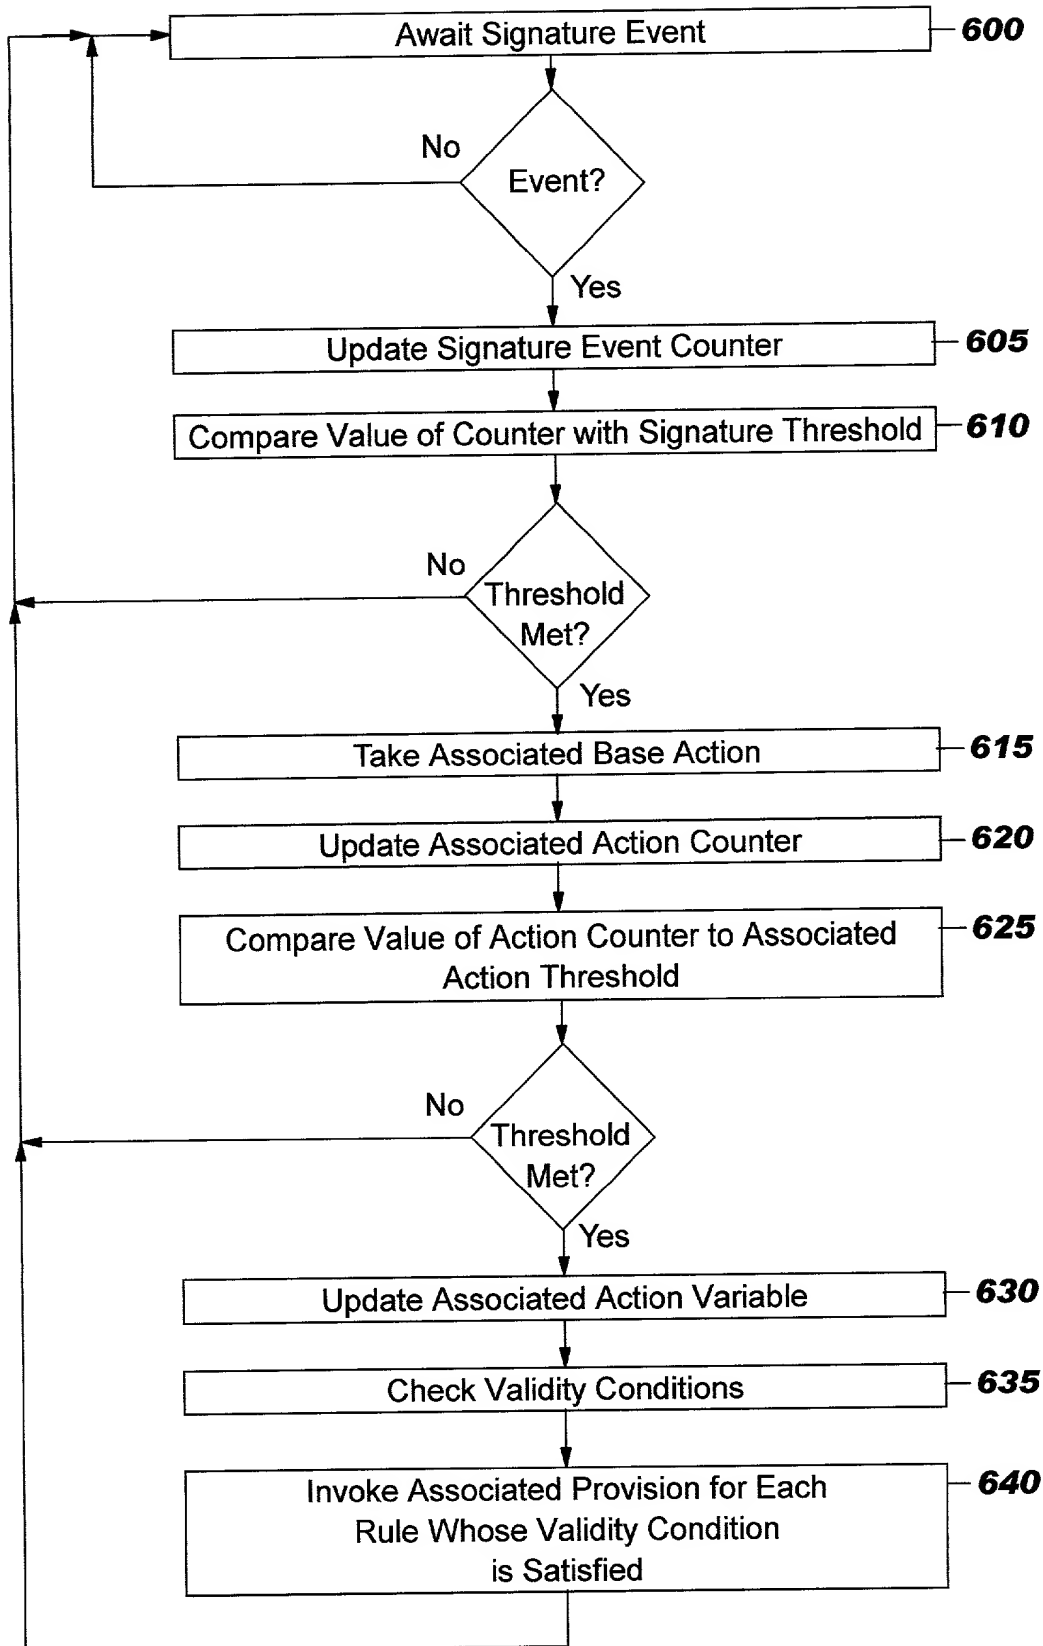 Await Signature Event
600
No
Event?
Yes
Update Signature Event Counter
605
Compare Value of Counter with Signature Threshold
610
No
Threshold
Met?
Yes
Take Associated Base Action
615
Update Associated Action Counter
620
Compare Value of Action Counter to Associated
Action Threshold
625
No
Threshold
Met?
Yes
Update Associated Action Variable
630
Check Validity Conditions
635
Invoke Associated Provision for Each
Rule Whose Validity Condition
is Satisfied
640